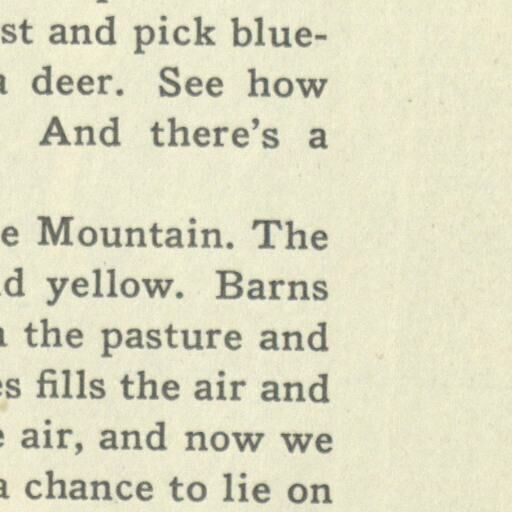 st and pick blue-
a deer. See how
And there's a
e Mountain. The
d yellow. Barns
the pasture and
es fills the air and
e air, and now we
a chance to lie on